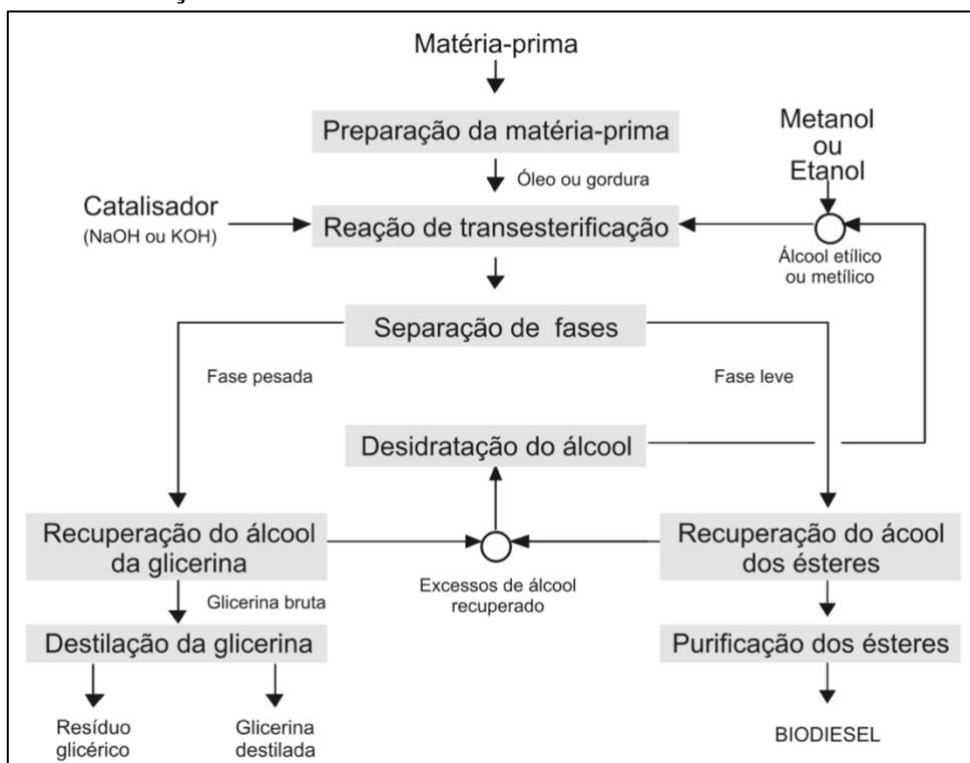 Matéria-prima
Preparação da matéria-prima
Óleo ou gordura
Metanol
ou
Etanol
Catalisador
(NaOH ou KOH)
Reação de transesterificação
Álcool etílico
ou metílico
Separação de fases
Fase pesada
Fase leve
Desidratação do álcool
Recuperação do álcool
da glicerina
Excessos de álcool
recuperado
Recuperação do ácool
dos ésteres
Glicerina bruta
Destilação da glicerina
Purificação dos ésteres
Resíduo
glicérico
Glicerina
destilada
BIODIESEL